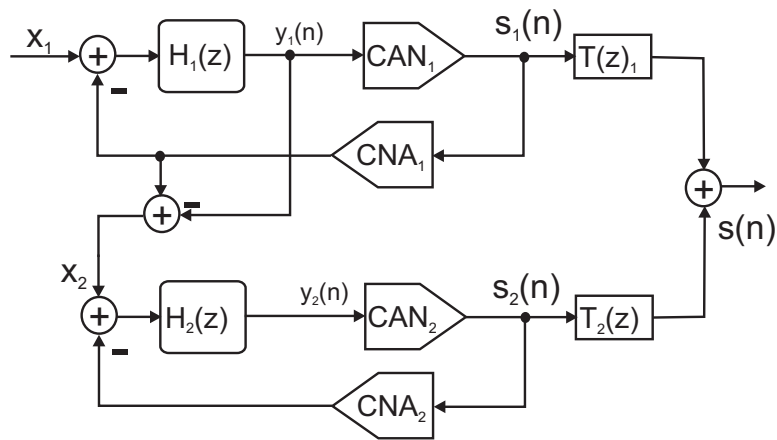 x₁
+
H₁(z)
y₁(n)
CAN₁
s₁(n)
T(z)₁
−
CNA₁
+
−
+
s(n)
x₂
+
H₂(z)
y₂(n)
CAN₂
s₂(n)
T₂(z)
−
CNA₂